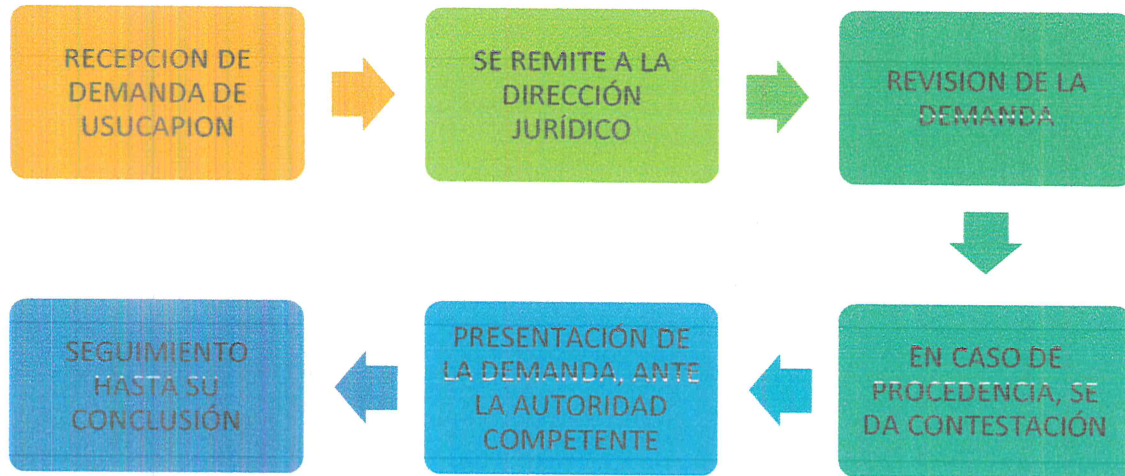 RECEPCION DE
DEMANDA DE
USUCAPION
SE REMITE A LA
DIRECCIÓN
JURÍDICO
REVISION DE LA
DEMANDA
EN CASO DE
PROCEDENCIA, SE
DA CONTESTACIÓN
PRESENTACIÓN DE
LA DEMANDA, ANTE
LA AUTORIDAD
COMPETENTE
SEGUIMIENTO
HASTA SU
CONCLUSIÓN